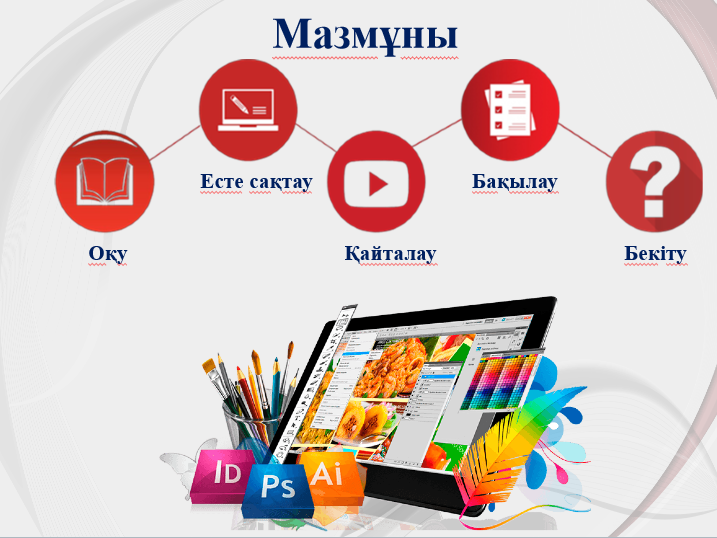 Мазмұны
Есте сақтау
Бақылау
Оқу
Қайталау
Бекіту
ID
Ps
Ai